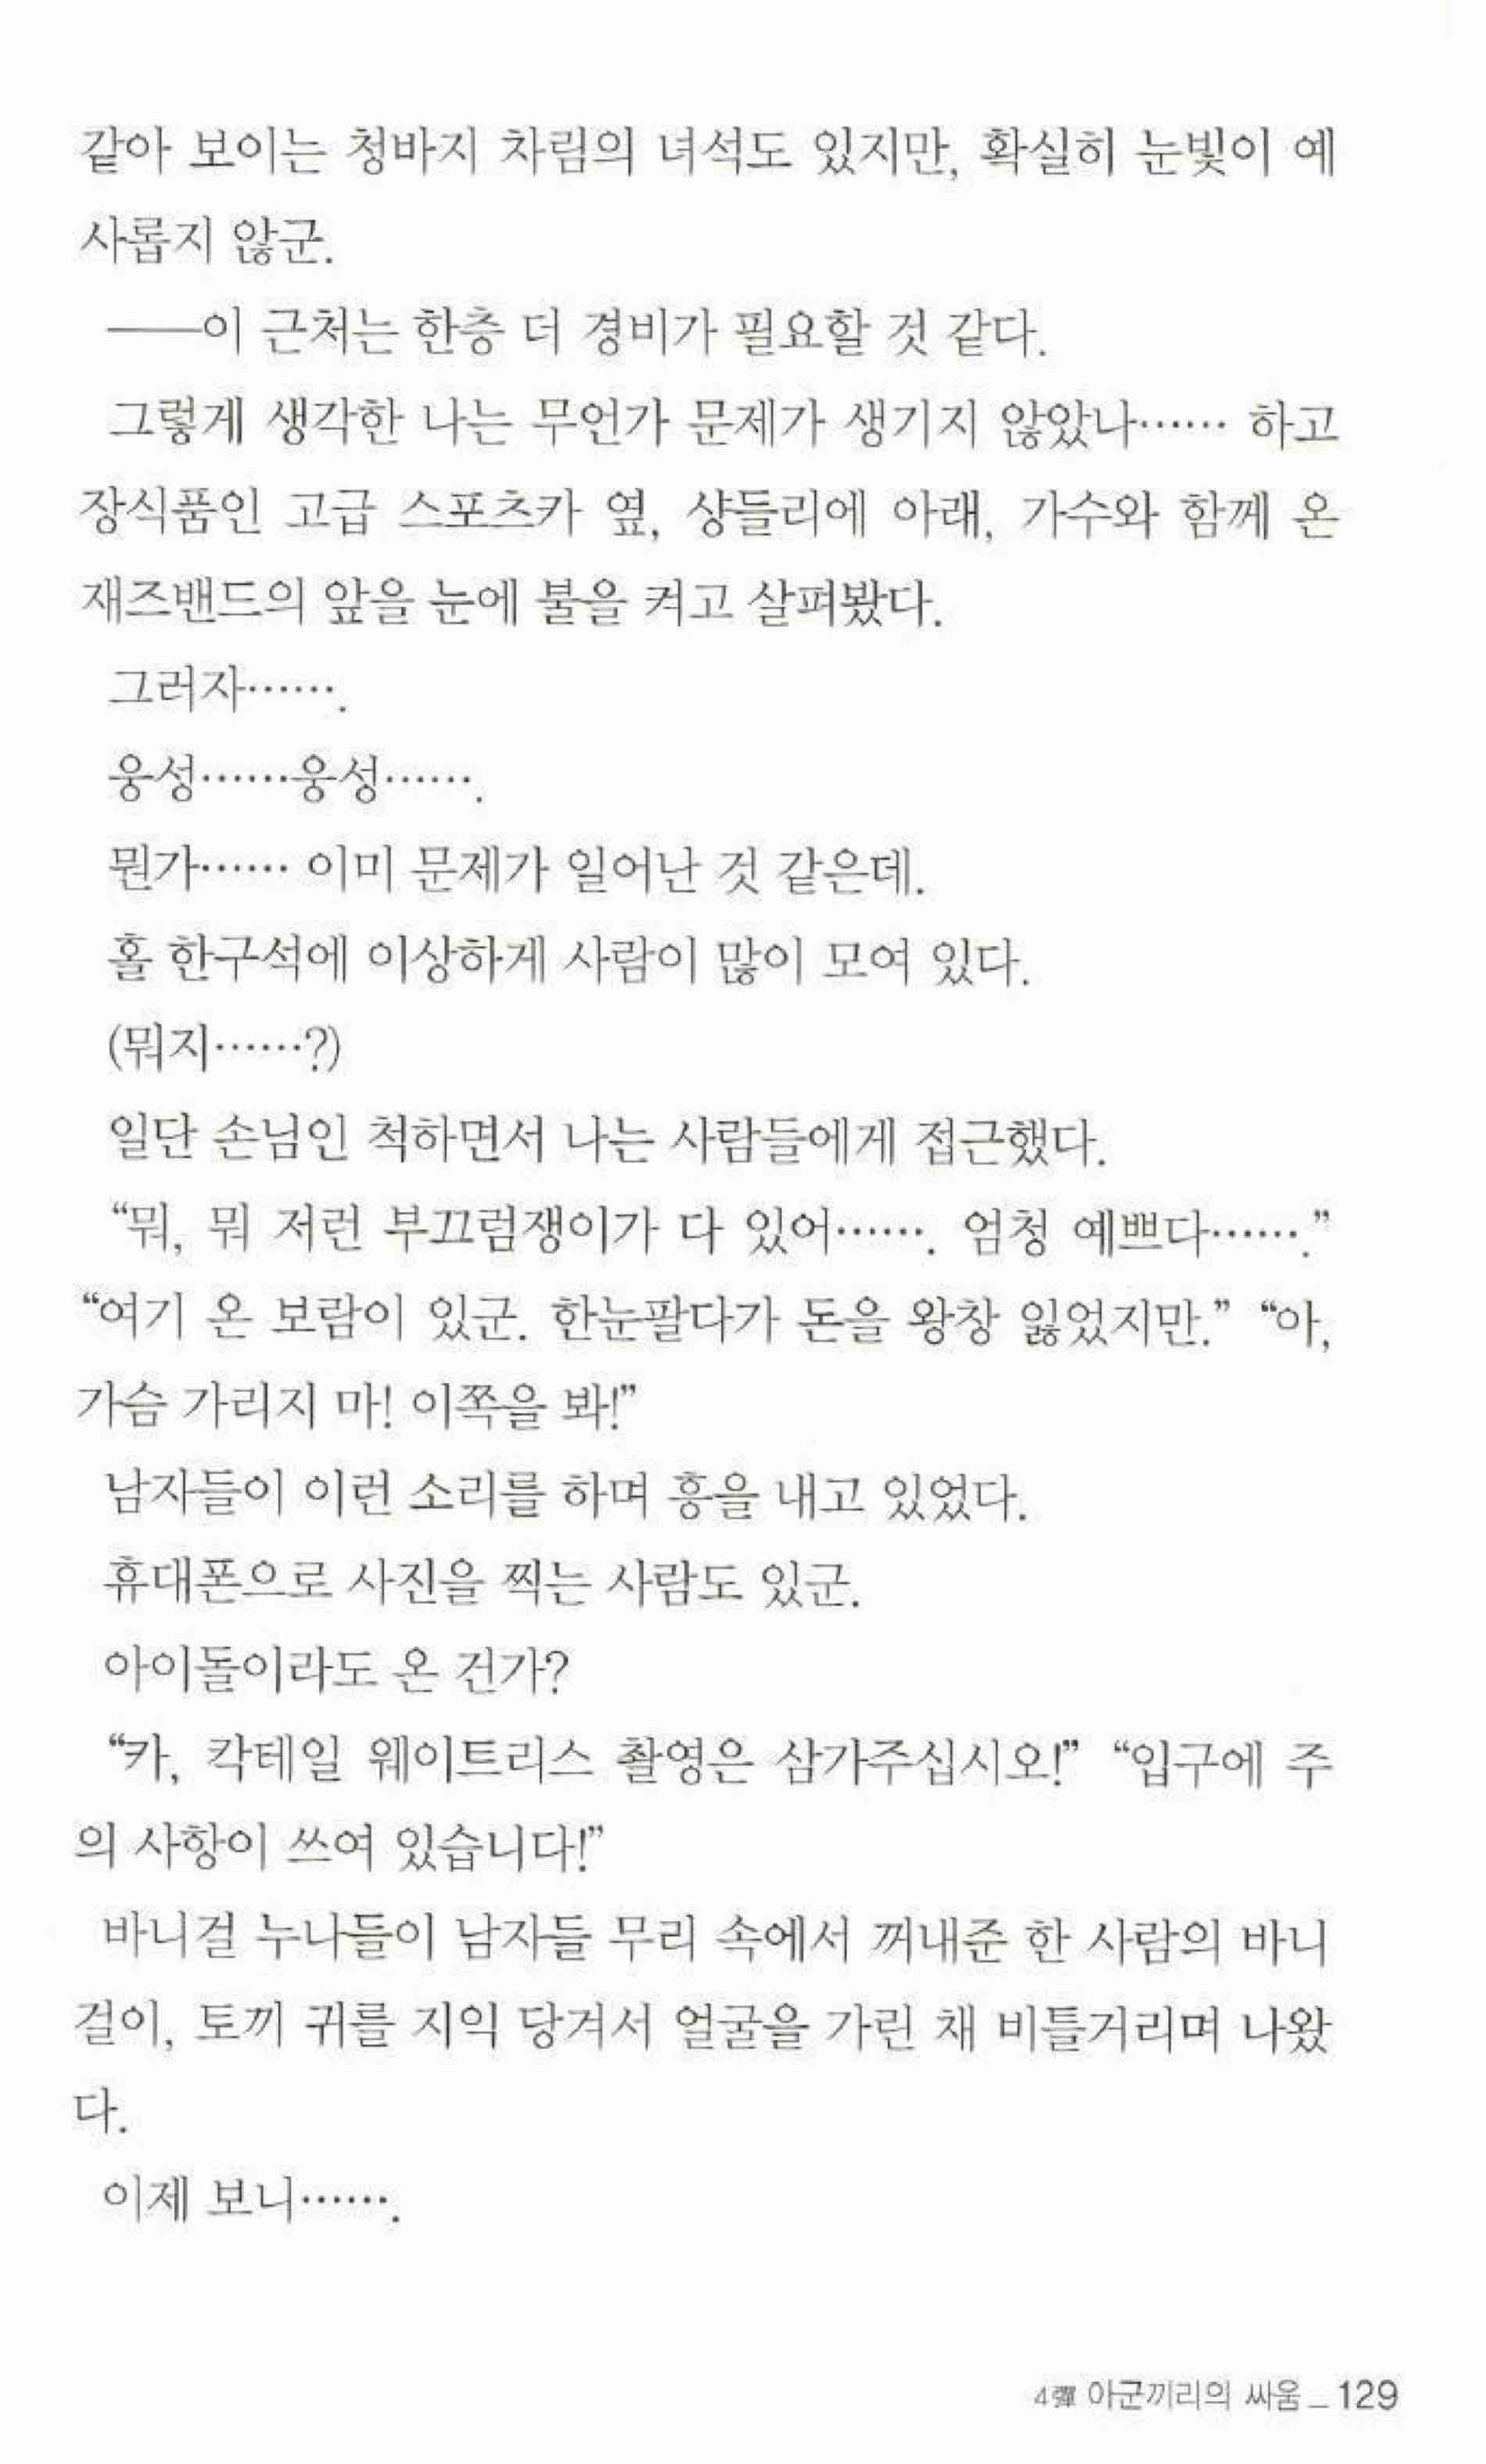 같아 보이는 청바지 차림의 녀석도 있지만, 확실히 눈빛이 예
사롭지 않군.
──이 근처는 한층 더 경비가 필요할 것 같다.
그렇게 생각한 나는 무언가 문제가 생기지 않았나…… 하고
장식품인 고급 스포츠카 옆, 샹들리에 아래, 가수와 함께 온
재즈밴드의 앞을 눈에 불을 켜고 살펴봤다.
그러자…….
웅성……웅성…….
뭔가…… 이미 문제가 일어난 것 같은데.
홀 한구석에 이상하게 사람이 많이 모여 있다.
(뭐지……?)
일단 손님인 척하면서 나는 사람들에게 접근했다.
“뭐, 뭐 저런 부끄럼쟁이가 다 있어……. 엄청 예쁘다…….”
“여기 온 보람이 있군. 한눈팔다가 돈을 왕창 잃었지만.” “아,
가슴 가리지 마! 이쪽을 봐!”
남자들이 이런 소리를 하며 흥을 내고 있었다.
휴대폰으로 사진을 찍는 사람도 있군.
아이돌이라도 온 건가?
“카, 칵테일 웨이트리스 촬영은 삼가주십시오!” “입구에 주
의 사항이 쓰여 있습니다!”
바니걸 누나들이 남자들 무리 속에서 꺼내준 한 사람의 바니
걸이, 토끼 귀를 지익 당겨서 얼굴을 가린 채 비틀거리며 나왔
다.
이제 보니…….
4彈 아군끼리의 싸움 _ 129